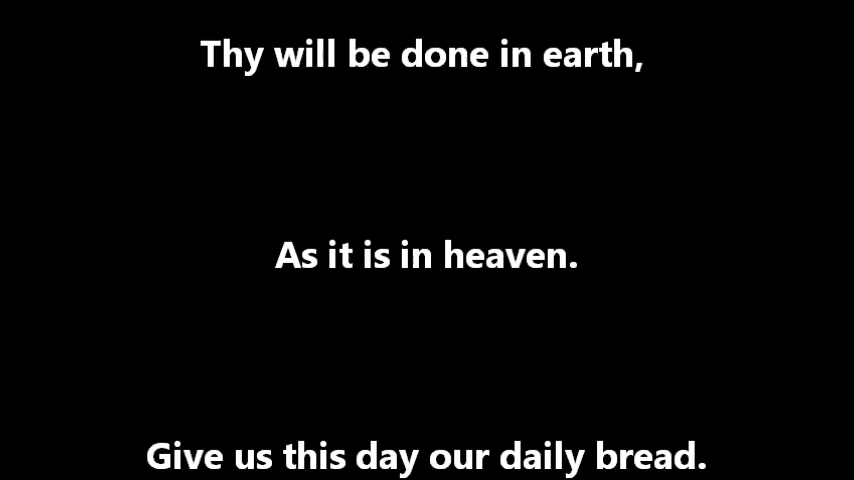 Thy will be done in earth,
As it is in heaven.
Give us this day our daily bread.